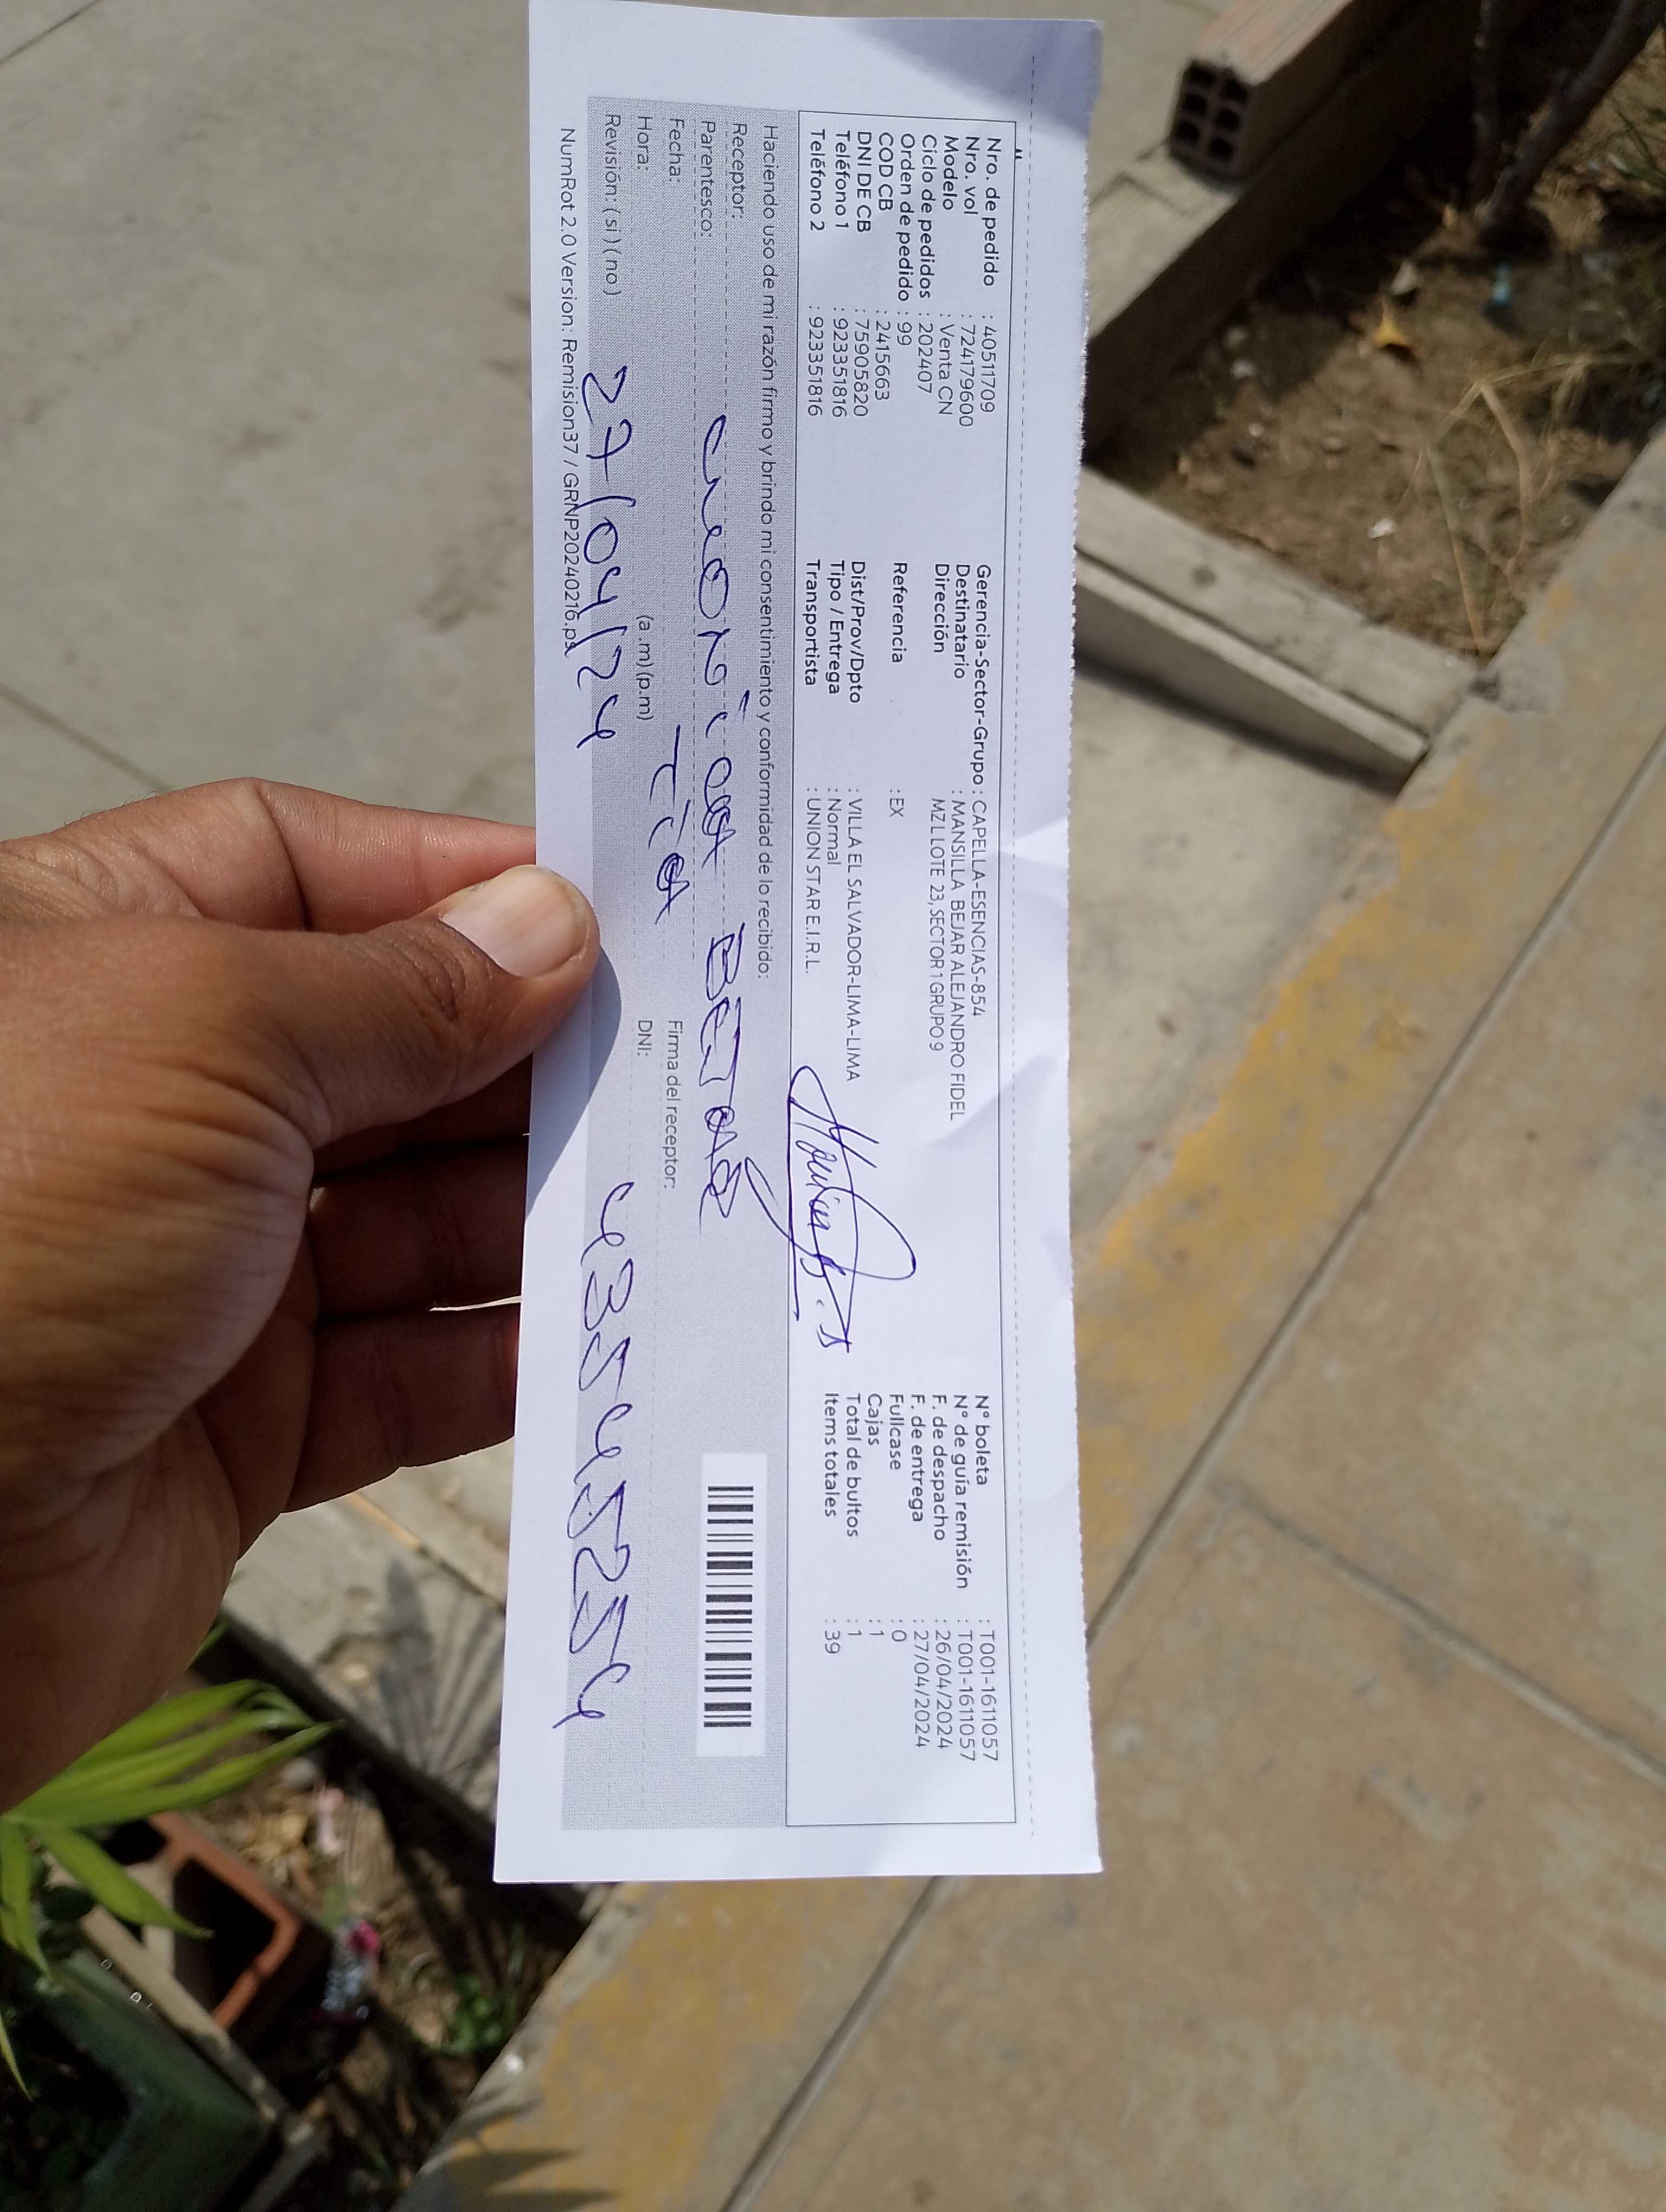 Nro. de pedido : 40511709
Nro. vol : 7241796000
Modelo : Venta CN
Ciclo de pedidos : 202407
Orden de pedido : 99
COD CB : 2415663
DNI DE CB : 75905820
Teléfono 1 : 923351816
Teléfono 2 : 923351816
Gerencia-Sector-Grupo : CAPELLA-ESENCIAS-854
Destinatario : MANSILLA BEJAR ALEJANDRO FIDEL
Dirección MZ L LOTE 23, SECTOR 1 GRUPO 9
Referencia : EX
Dist/Prov/Dpto : VILLA EL SALVADOR-LIMA-LIMA
Tipo / Entrega : Normal
Transportista : UNION STAR E.I.R.L.
N° boleta : T001-1611057
N° de guía remisión : T001-1611057
F. de despacho : 26/04/2024
F. de entrega : 27/04/2024
Fullcase : 0
Cajas : 1
Total de bultos : 1
Items totales : 39
Haciendo uso de mi razón firmo y brindo mi consentimiento y conformidad de lo recibido:
Receptor:
Parentesco: BEJAR
Fecha: Tia Firma del receptor:
Hora: (a.m) (p.m) DNI: 43545254
Revisión: ( si ) ( no ) 27/04/24
NumRot 2.0 Version: Remision37 / GRNP20240216.ps